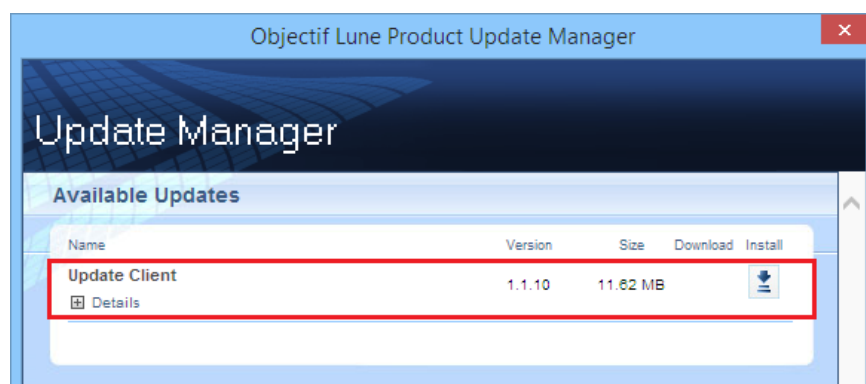 Objectif Lune Product Update Manager
Update Manager
Available Updates
Name Version Size Download Install
Update Client 1.1.10 11.62 MB
Details